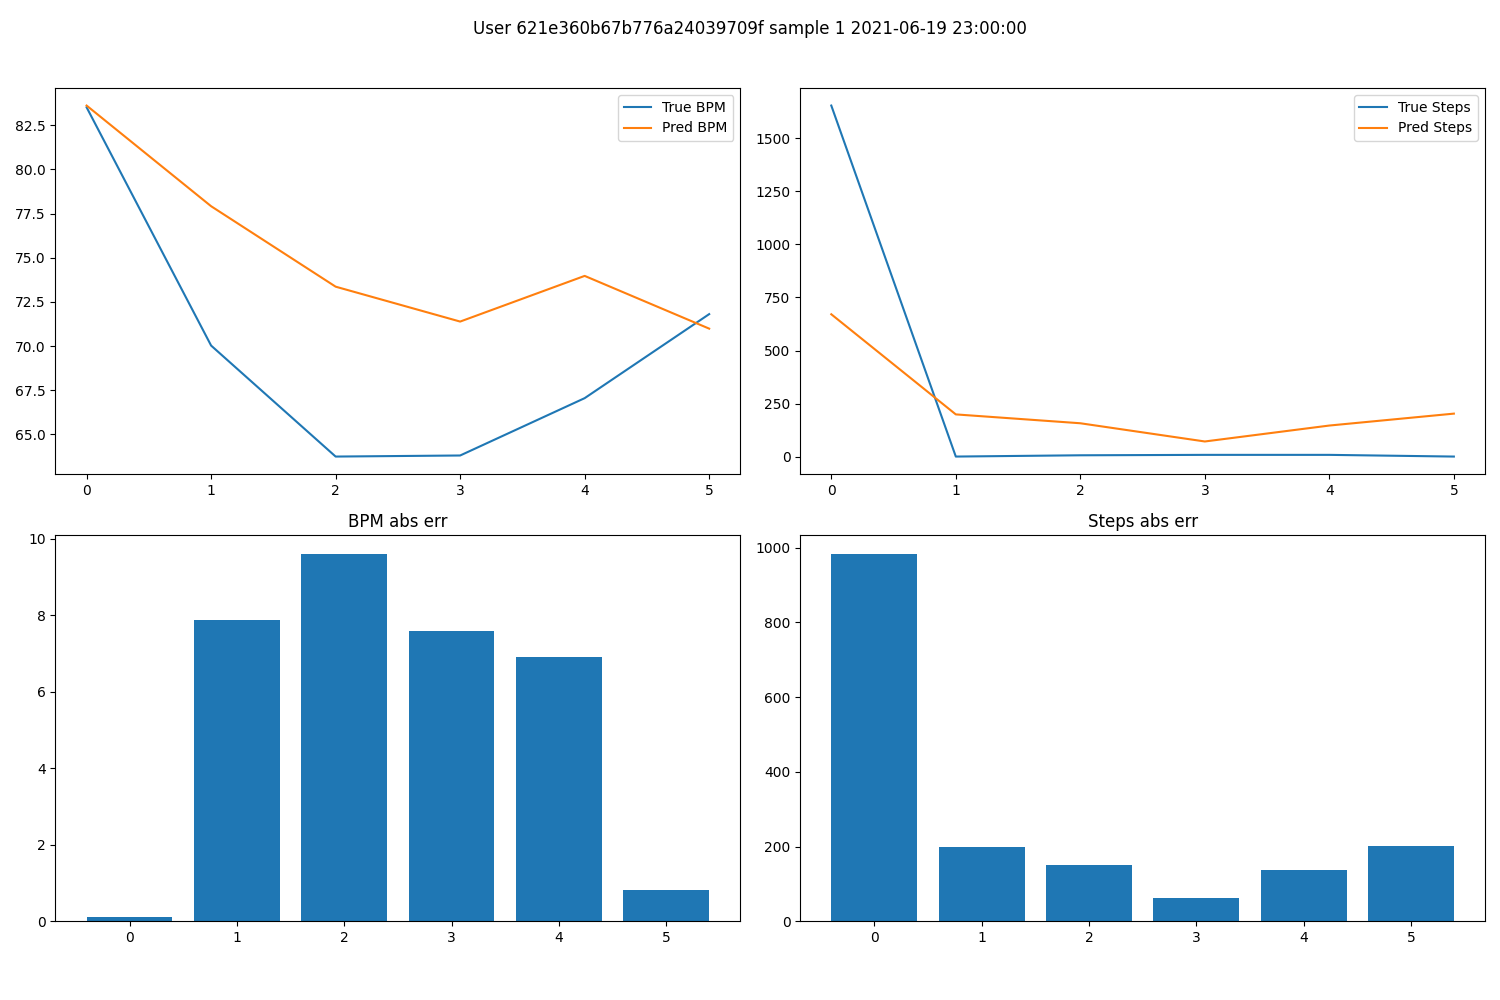 User 621e360b67b776a24039709f sample 1 2021-06-19 23:00:00
True BPM
Pred BPM
82.5
80.0
77.5
75.0
72.5
70.0
67.5
65.0
0 1 2 3 4 5
True Steps
Pred Steps
1500
1250
1000
750
500
250
0
0 1 2 3 4 5
BPM abs err
10
8
6
4
2
0
0 1 2 3 4 5
Steps abs err
1000
800
600
400
200
0
0 1 2 3 4 5